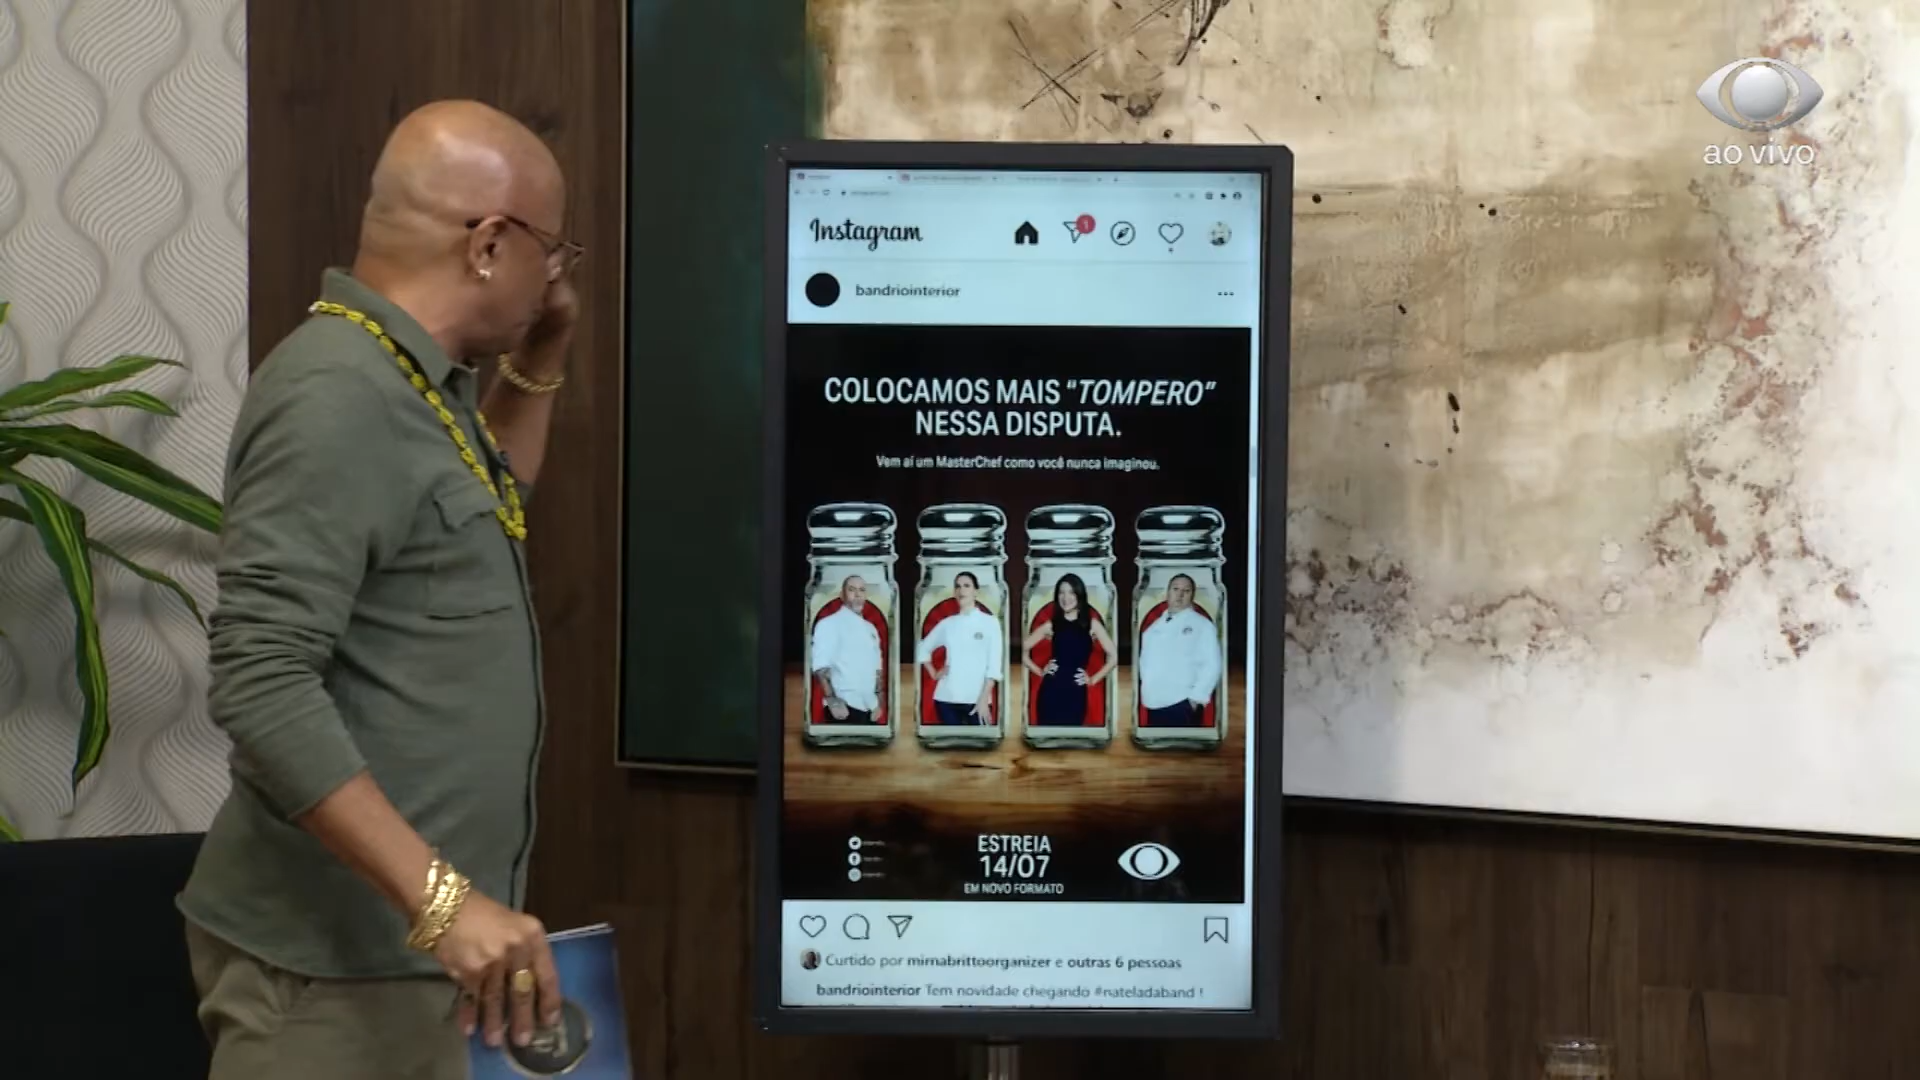 ao vivo
Instagram
1
bandriointerior
COLOCAMOS MAIS "TOMPERO"
NESSA DISPUTA.
Vem aí um MasterChef como você nunca imaginou.
ESTREIA
14/07
EM NOVO FORMATO
Curtido por mirnabrittoorganizer e outras 6 pessoas
bandriointerior Tem novidade chegando #nateladaband !